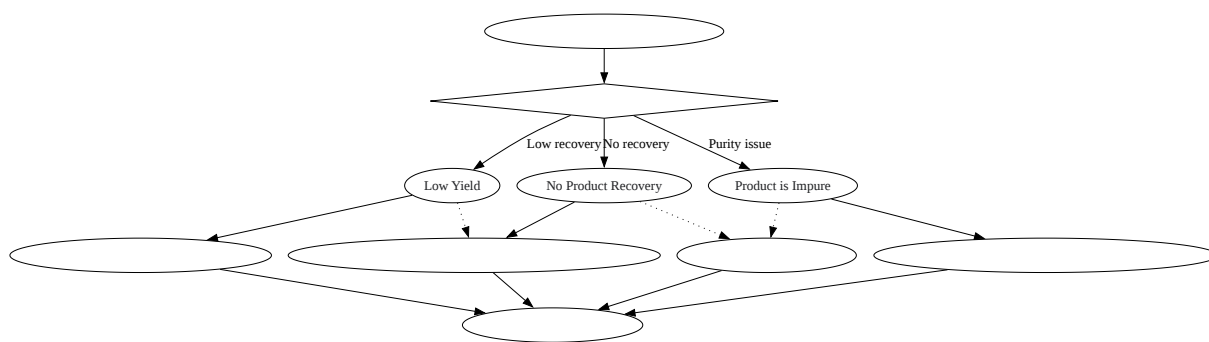 Low recovery
No recovery
Purity issue
Low Yield
No Product Recovery
Product is Impure